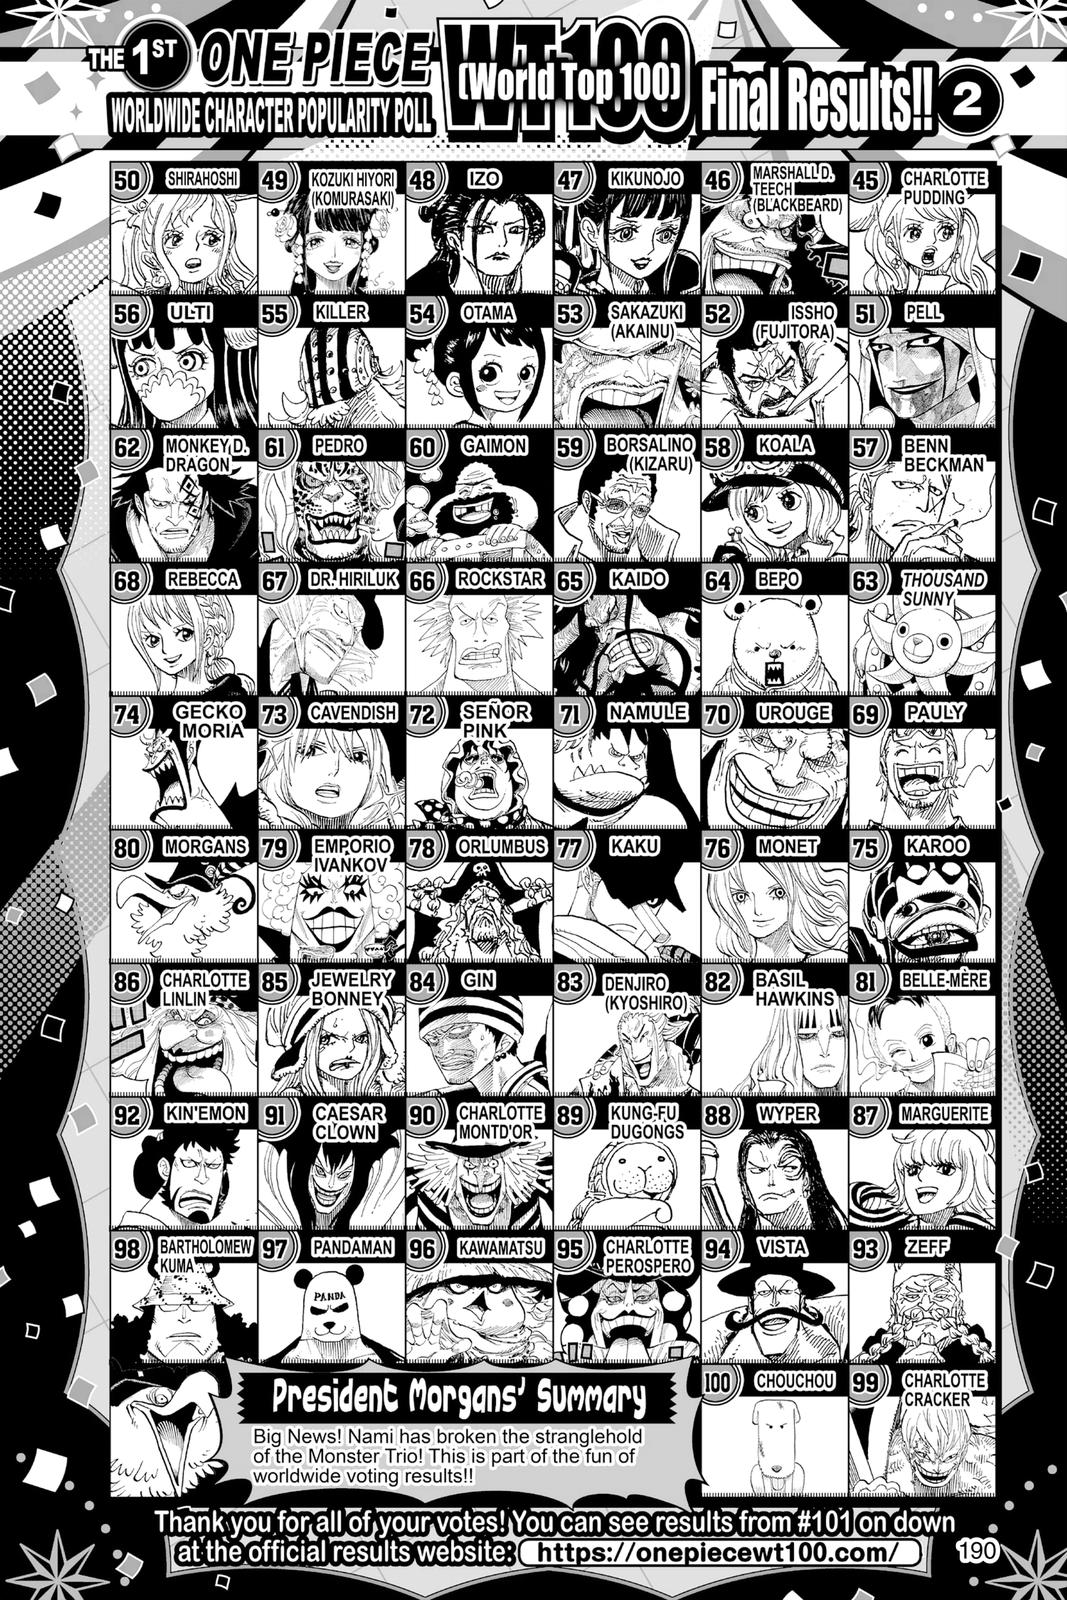 THE 1ST ONE PIECE
WORLDWIDE CHARACTER POPULARITY POLL
WT100
(World Top 100)
Final Results!! 2
50 SHIRAHOSHI
49 KOZUKI HIYORI
(KOMURASAKI)
48 IZO
47 KIKUNOJO
46 MARSHALL D.
TEECH
(BLACKBEARD)
45 CHARLOTTE
PUDDING
56 ULTI
55 KILLER
54 OTAMA
53 SAKAZUKI
(AKAINU)
52 ISSHO
(FUJITORA)
51 PELL
62 MONKEY D.
DRAGON
61 PEDRO
60 GAIMON
59 BORSALINO
(KIZARU)
58 KOALA
57 BENN
BECKMAN
68 REBECCA
67 DR. HIRILUK
66 ROCKSTAR
65 KAIDO
64 BEPO
63 THOUSAND
SUNNY
74 GECKO
MORIA
73 CAVENDISH
72 SEÑOR
PINK
71 NAMULE
70 UROUGE
69 PAULY
80 MORGANS
79 EMPORIO
IVANKOV
78 ORLUMBUS
77 KAKU
76 MONET
75 KAROO
86 CHARLOTTE
LINLIN
85 JEWELRY
BONNEY
84 GIN
83 DENJIRO
(KYOSHIRO)
82 BASIL
HAWKINS
81 BELLE-MÈRE
92 KIN'EMON
91 CAESAR
CLOWN
90 CHARLOTTE
MONTD'OR
89 KUNG-FU
DUGONGS
88 WYPER
87 MARGUERITE
98 BARTHOLOMEW
KUMA
97 PANDAMAN
PANDA
96 KAWAMATSU
95 CHARLOTTE
PEROSPERO
94 VISTA
93 ZEFF
100 CHOUCHOU
99 CHARLOTTE
CRACKER
President Morgans' Summary
Big News! Nami has broken the stranglehold
of the Monster Trio! This is part of the fun of
worldwide voting results!!
Thank you for all of your votes! You can see results from #101 on down
at the official results website: https://onepiecewt100.com/
190